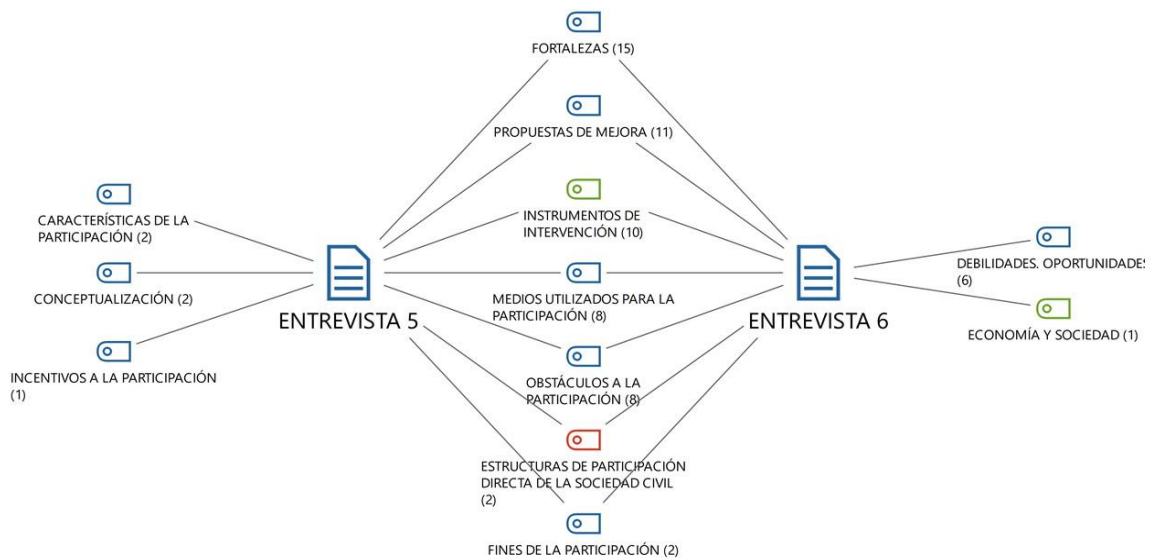 FORTALEZAS (15)
PROPUESTAS DE MEJORA (11)
INSTRUMENTOS DE
INTERVENCIÓN (10)
CARACTERÍSTICAS DE LA
PARTICIPACIÓN (2)
CONCEPTUALIZACIÓN (2)
INCENTIVOS A LA PARTICIPACIÓN
(1)
ENTREVISTA 5
MEDIOS UTILIZADOS PARA LA
PARTICIPACIÓN (8)
ENTREVISTA 6
DEBILIDADES. OPORTUNIDADES
(6)
ECONOMÍA Y SOCIEDAD (1)
OBSTÁCULOS A LA
PARTICIPACIÓN (8)
ESTRUCTURAS DE PARTICIPACIÓN
DIRECTA DE LA SOCIEDAD CIVIL
(2)
FINES DE LA PARTICIPACIÓN (2)